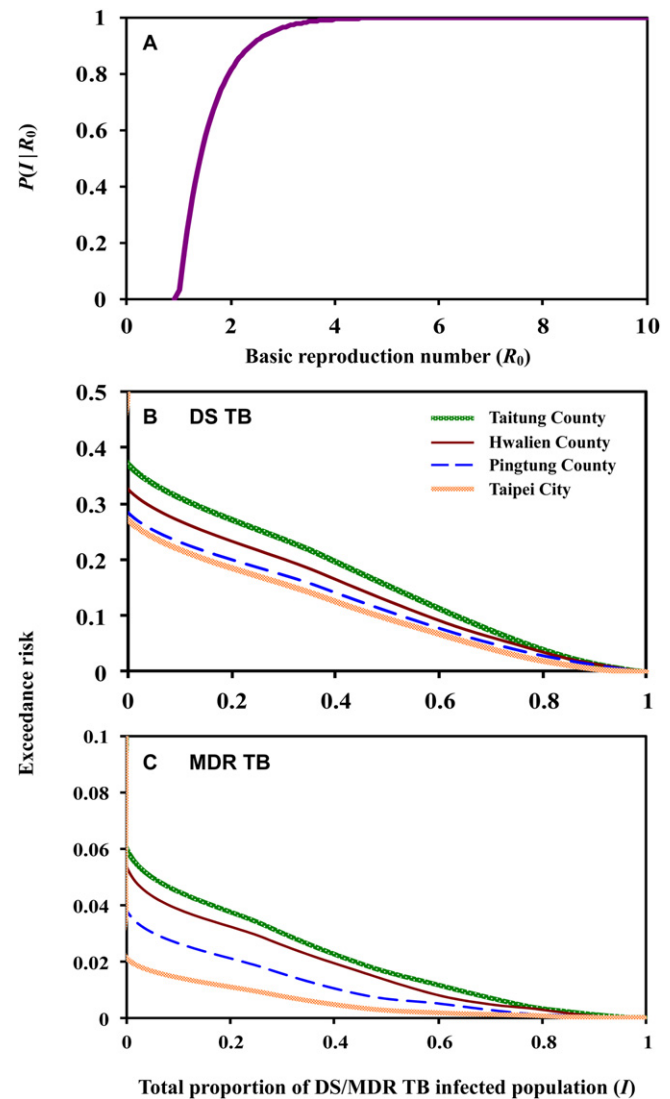 1
A
0.8
0.6
P(I|R0)
0.4
0.2
0
0 2 4 6 8 10
Basic reproduction number (R0)
0.5
B DS TB
Taitung County
0.4
Hwalien County
Pingtung County
0.3
Taipei City
0.2
0.1
0
0 0.2 0.4 0.6 0.8 1
Exceedance risk
0.1
C MDR TB
0.08
0.06
0.04
0.02
0
0 0.2 0.4 0.6 0.8 1
Total proportion of DS/MDR TB infected population (I)